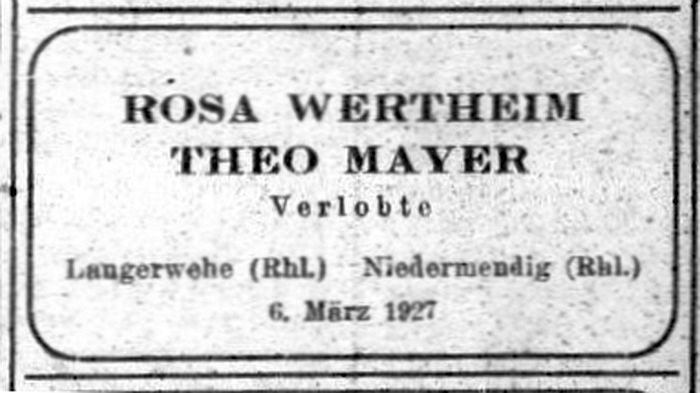 ROSA WERTHEIM
THEO MAYER
Verlobte
Langerwehe (Rhl.) Niedermendig (Rhl.)
6. März 1927